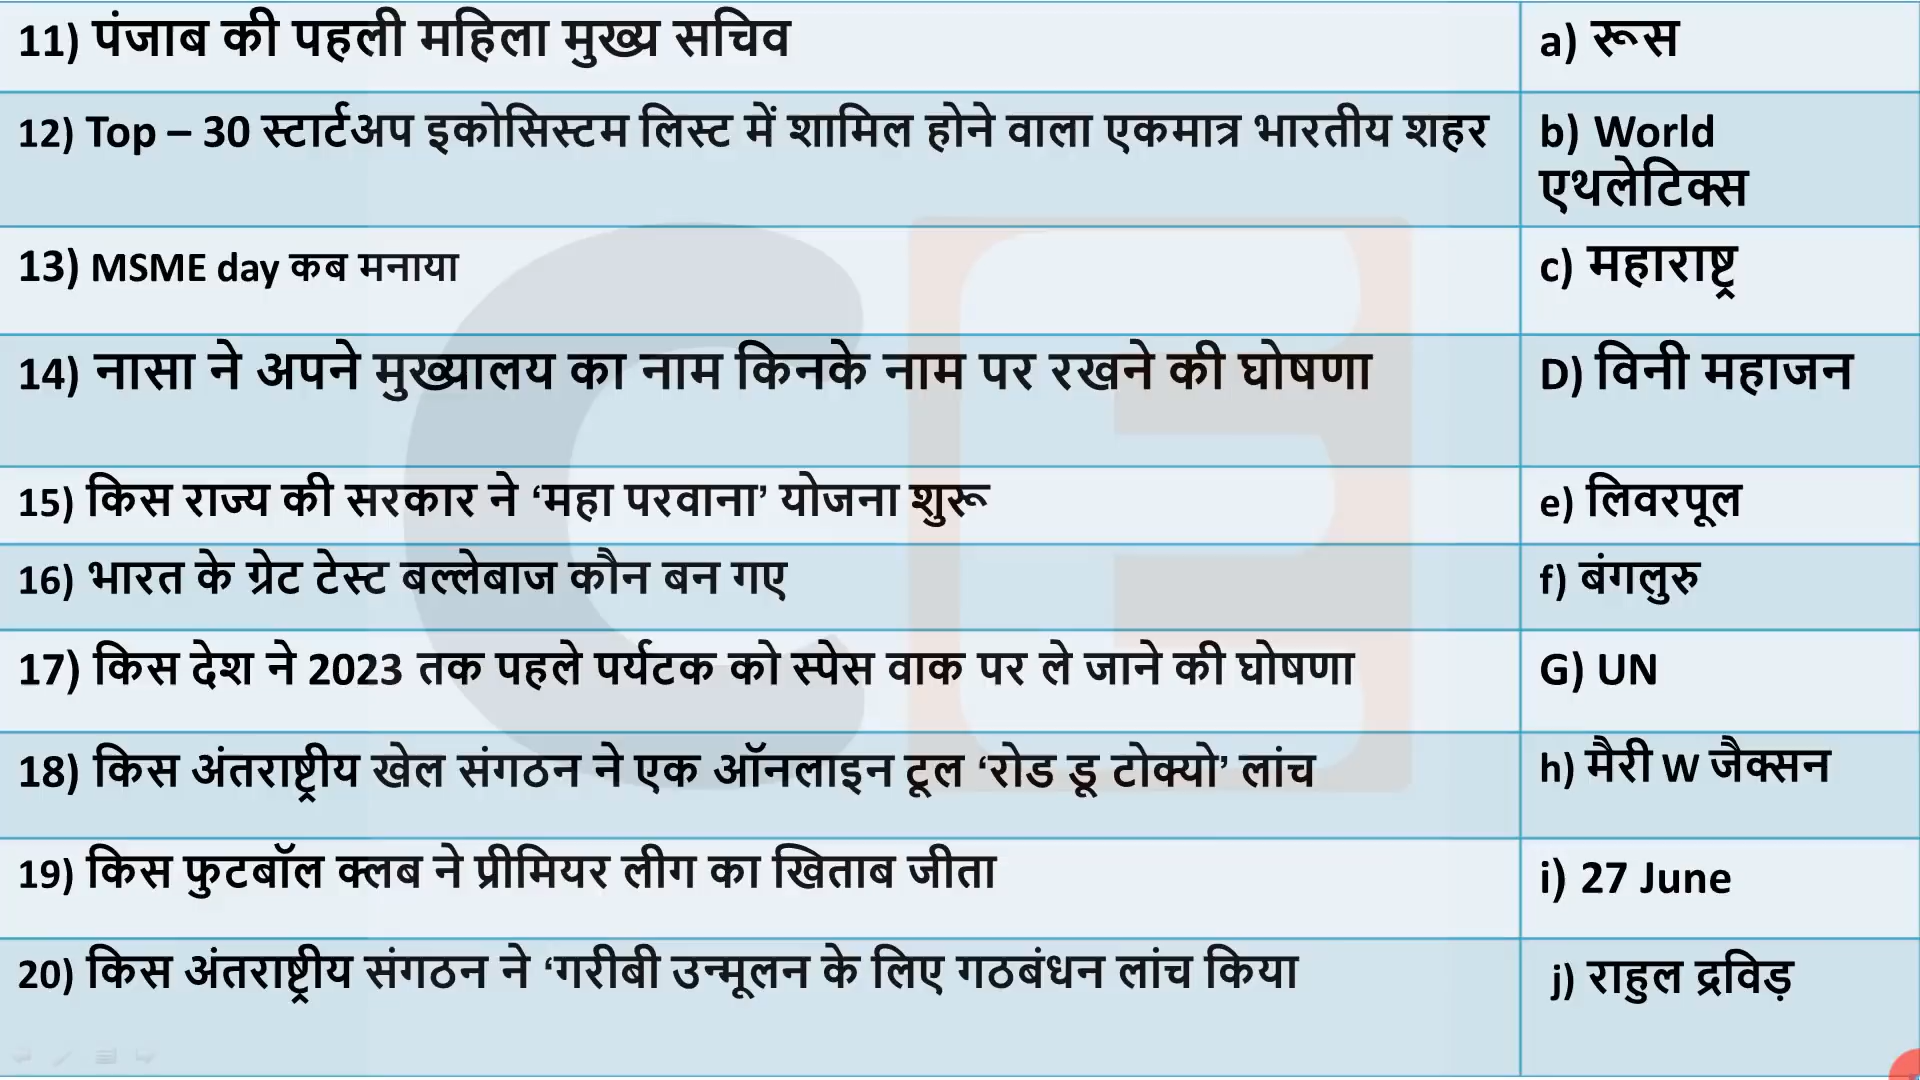 11) पंजाब की पहली महिला मुख्य सचिव
a) रूस
12) Top – 30 स्टार्टअप इकोसिस्टम लिस्ट में शामिल होने वाला एकमात्र भारतीय शहर
b) World
एथलेटिक्स
13) MSME day कब मनाया
c) महाराष्ट्र
14) नासा ने अपने मुख्यालय का नाम किनके नाम पर रखने की घोषणा
D) विनी महाजन
15) किस राज्य की सरकार ने ‘महा परवाना’ योजना शुरू
e) लिवरपूल
16) भारत के ग्रेट टेस्ट बल्लेबाज कौन बन गए
f) बंगलुरु
17) किस देश ने 2023 तक पहले पर्यटक को स्पेस वाक पर ले जाने की घोषणा
G) UN
18) किस अंतराष्ट्रीय खेल संगठन ने एक ऑनलाइन टूल ‘रोड डू टोक्यो’ लांच
h) मैरी W जैक्सन
19) किस फुटबॉल क्लब ने प्रीमियर लीग का खिताब जीता
i) 27 June
20) किस अंतराष्ट्रीय संगठन ने ‘गरीबी उन्मूलन के लिए गठबंधन लांच किया
j) राहुल द्रविड़
CE